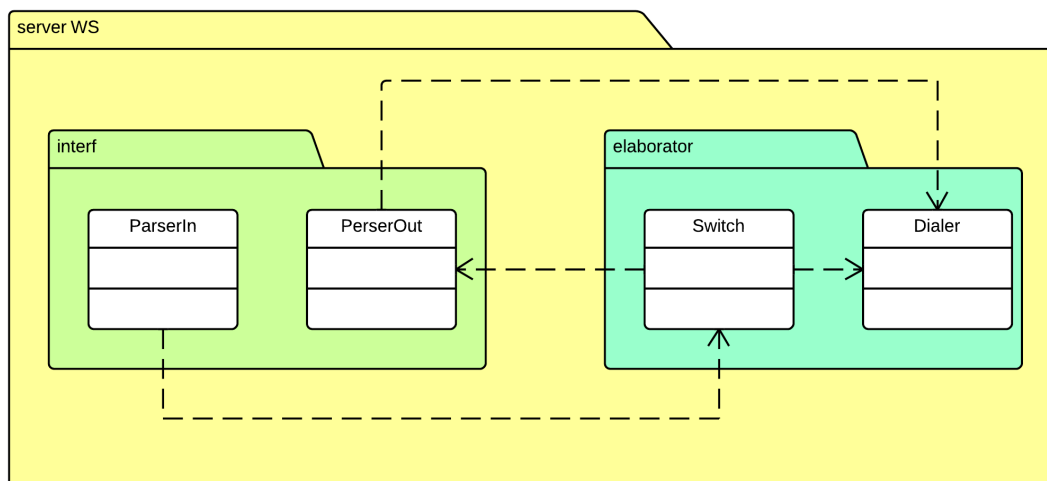 server WS
interf
elaborator
ParserIn
PerserOut
Switch
Dialer